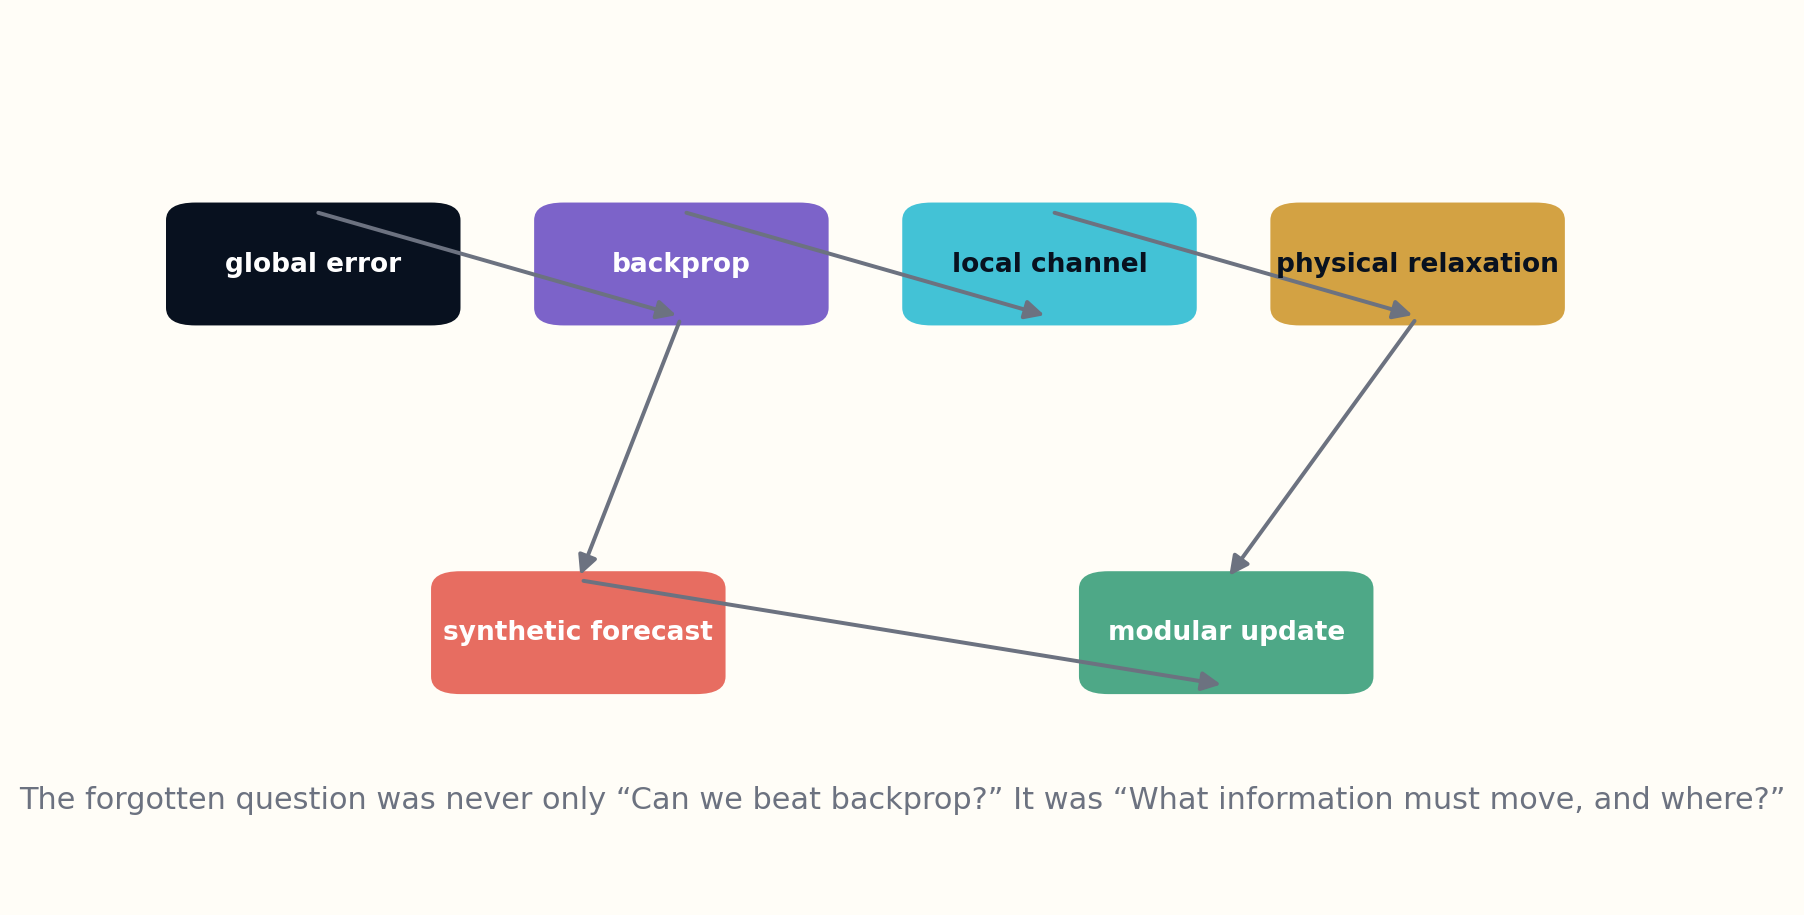 global error
backprop
local channel
physical relaxation
synthetic forecast
modular update
The forgotten question was never only “Can we beat backprop?” It was “What information must move, and where?”